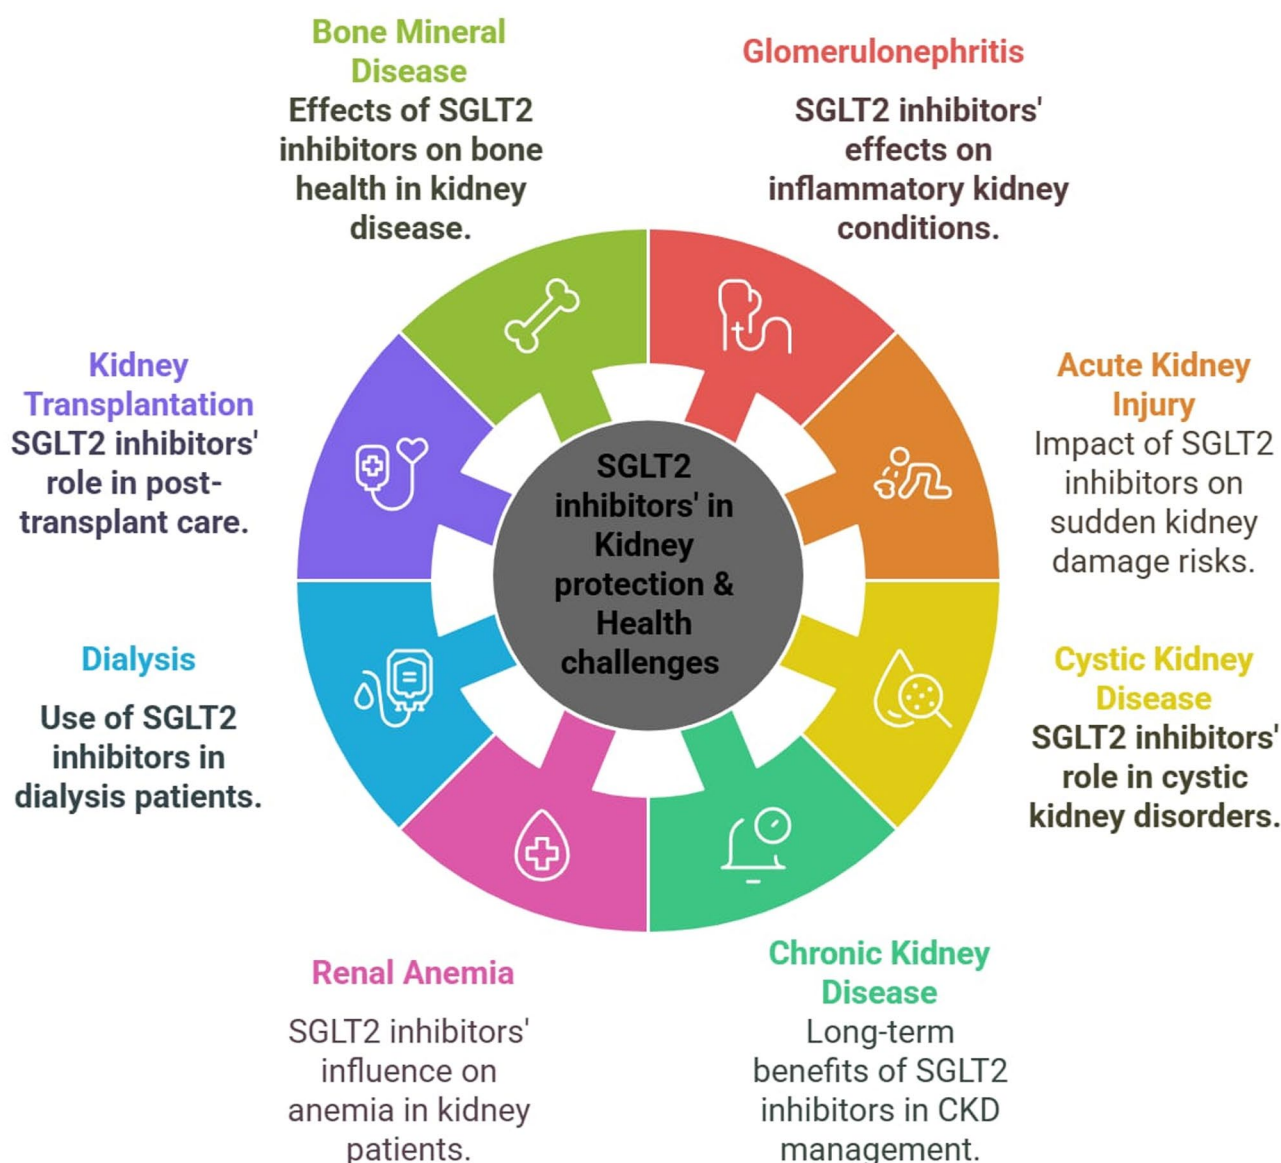 Bone Mineral
Disease
Effects of SGLT2
inhibitors on bone
health in kidney
disease.
Glomerulonephritis
SGLT2 inhibitors'
effects on
inflammatory kidney
conditions.
Kidney
Transplantation
SGLT2 inhibitors'
role in post-
transplant care.
SGLT2
inhibitors' in
Kidney
protection &
Health
challenges
Acute Kidney
Injury
Impact of SGLT2
inhibitors on
sudden kidney
damage risks.
Dialysis
Use of SGLT2
inhibitors in
dialysis patients.
Cystic Kidney
Disease
SGLT2 inhibitors'
role in cystic
kidney disorders.
Renal Anemia
SGLT2 inhibitors'
influence on
anemia in kidney
patients.
Chronic Kidney
Disease
Long-term
benefits of SGLT2
inhibitors in CKD
management.